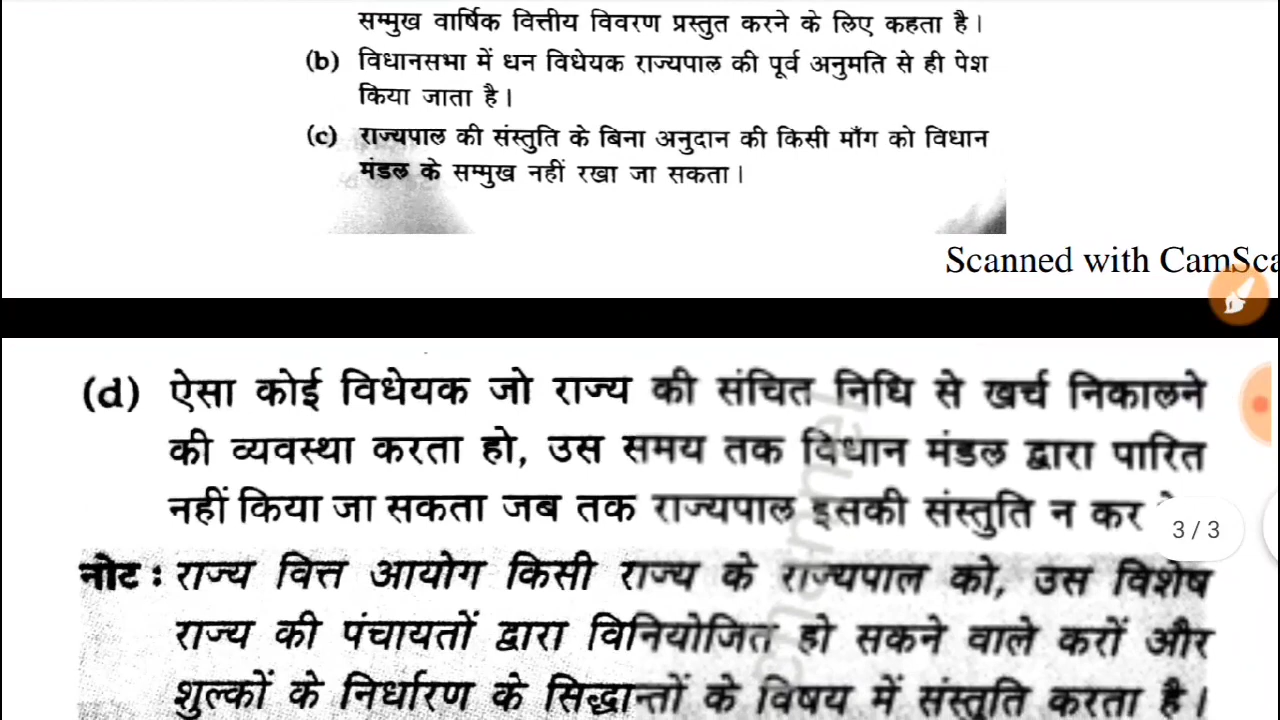 सम्मुख वार्षिक वित्तीय विवरण प्रस्तुत करने के लिए कहता है।
(b) विधानसभा में धन विधेयक राज्यपाल की पूर्व अनुमति से ही पेश
किया जाता है।
(c) राज्यपाल की संस्तुति के बिना अनुदान की किसी माँग को विधान
मंडल के सम्मुख नहीं रखा जा सकता।
Scanned with CamSca
(d) ऐसा कोई विधेयक जो राज्य की संचित निधि से खर्च निकालने
की व्यवस्था करता हो, उस समय तक विधान मंडल द्वारा पारित
नहीं किया जा सकता जब तक राज्यपाल इसकी संस्तुति न कर
3 / 3
नोट : राज्य वित्त आयोग किसी राज्य के राज्यपाल को, उस विशेष
राज्य की पंचायतों द्वारा विनियोजित हो सकने वाले करों और
शुल्कों के निर्धारण के सिद्धान्तों के विषय में संस्तुति करता है।
channel